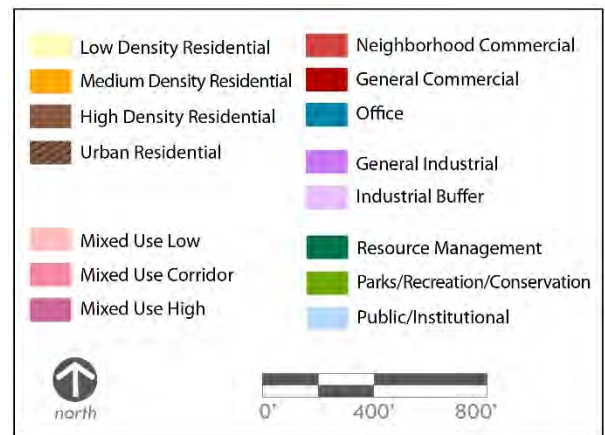 Low Density Residential
Medium Density Residential
High Density Residential
Urban Residential
Mixed Use Low
Mixed Use Corridor
Mixed Use High
Neighborhood Commercial
General Commercial
Office
General Industrial
Industrial Buffer
Resource Management
Parks/Recreation/Conservation
Public/Institutional
north
0' 400' 800'